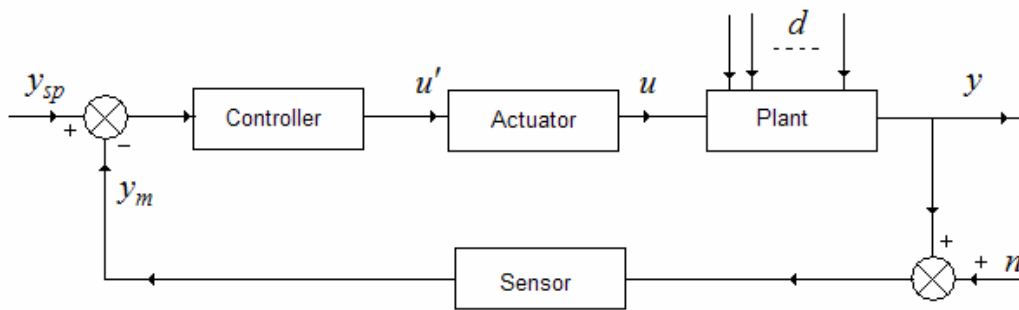 d
y_sp
u'
u
y
+
Controller
Actuator
Plant
−
y_m
+
+
n
Sensor